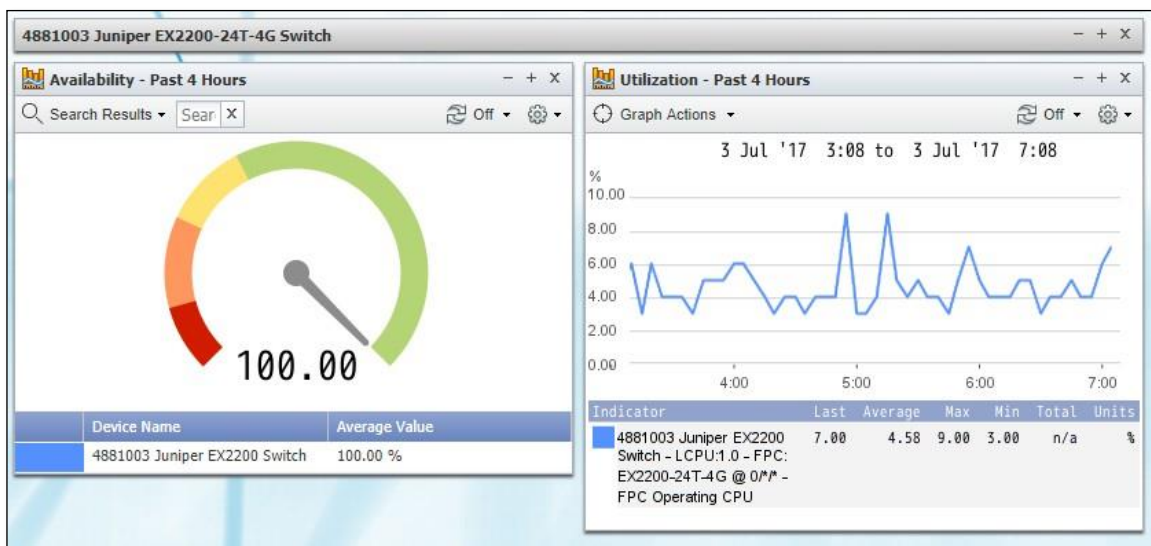 4881003 Juniper EX2200-24T-4G Switch
- + x
Availability - Past 4 Hours
- + x
Search Results
Sear x
Off
100.00
Device Name Average Value
4881003 Juniper EX2200 Switch 100.00 %
Utilization - Past 4 Hours
- + x
Graph Actions
Off
3 Jul '17 3:08 to 3 Jul '17 7:08
%
10.00
8.00
6.00
4.00
2.00
0.00
4:00 5:00 6:00 7:00
Indicator Last Average Max Min Total Units
4881003 Juniper EX2200 7.00 4.58 9.00 3.00 n/a %
Switch - LCPU:1.0 - FPC:
EX2200-24T-4G @ 0/*/* -
FPC Operating CPU